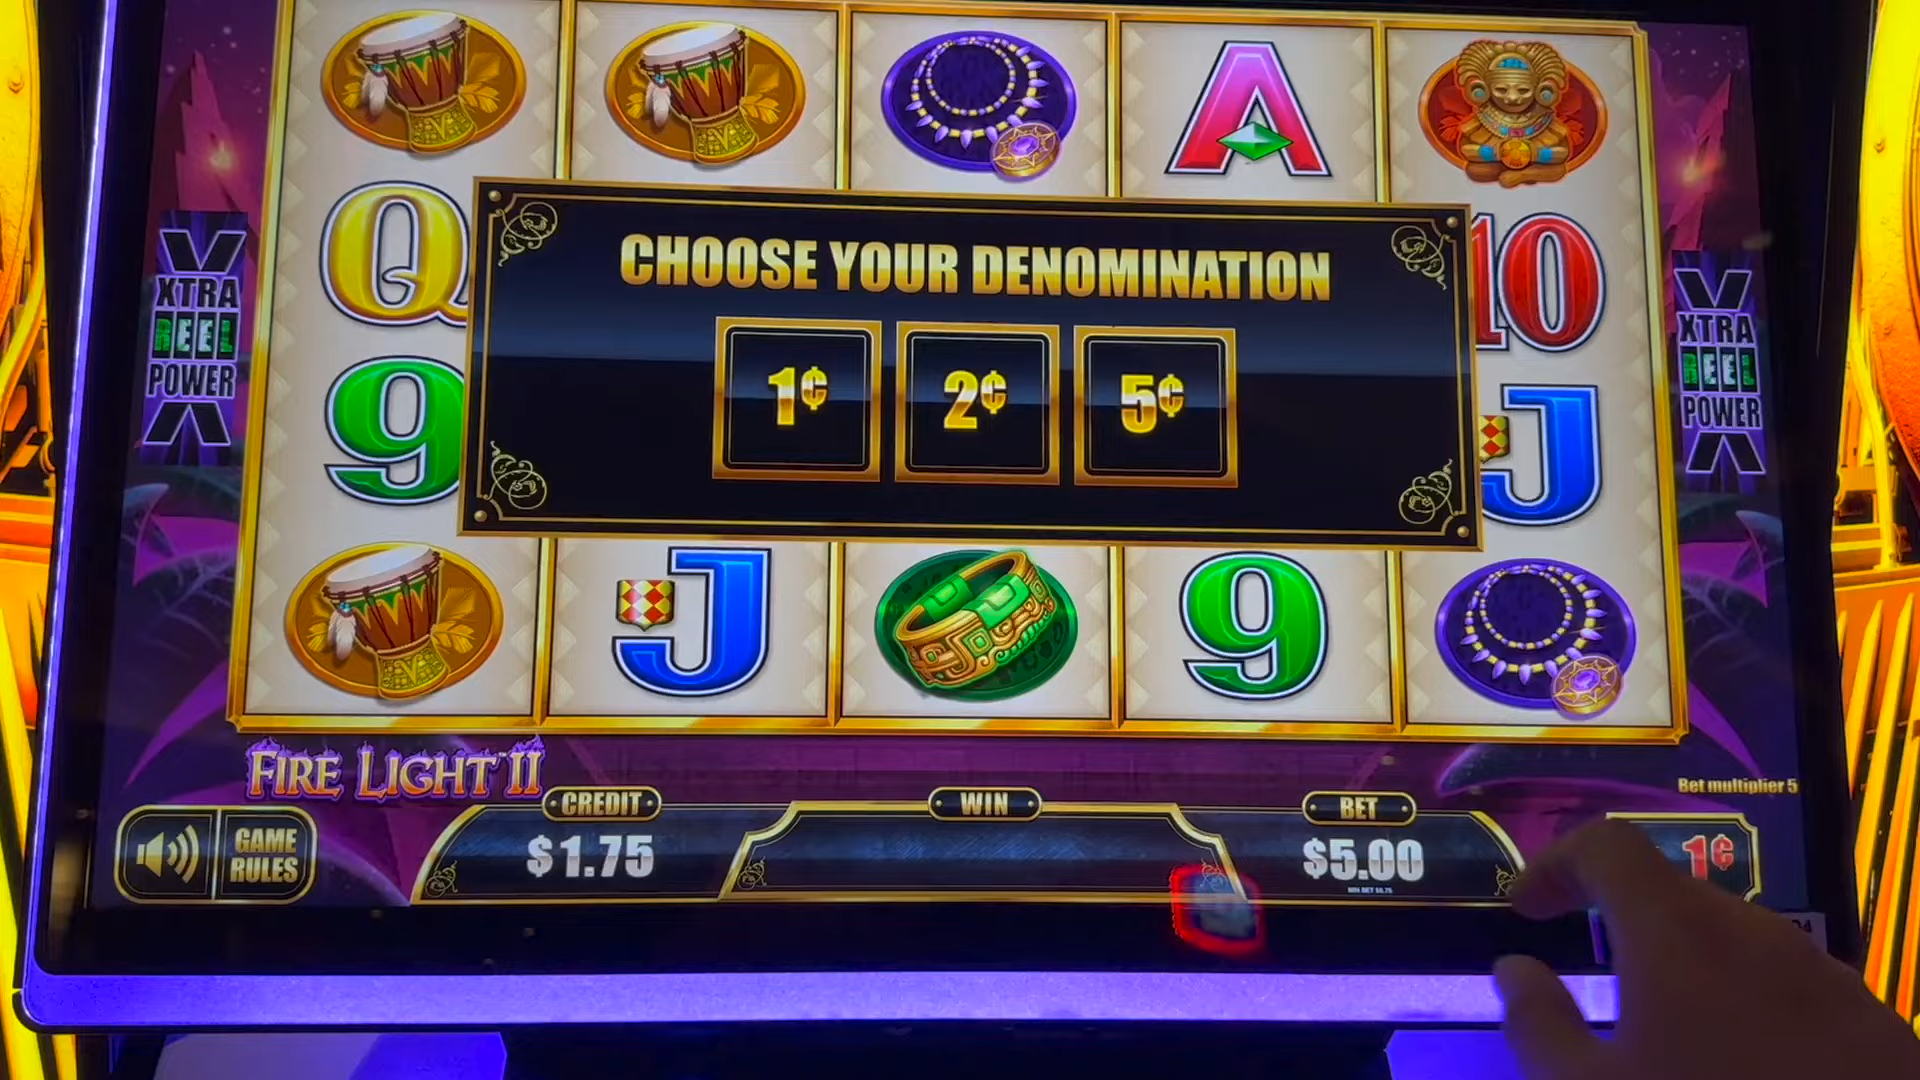 A
Q
10
9
J
J
9
XTRA
REEL
POWER
XTRA
REEL
POWER
CHOOSE YOUR DENOMINATION
1¢ 2¢ 5¢
FIRE LIGHT II
Bet multiplier 5
CREDIT WIN BET
GAME
RULES
$1.75 $5.00 1¢